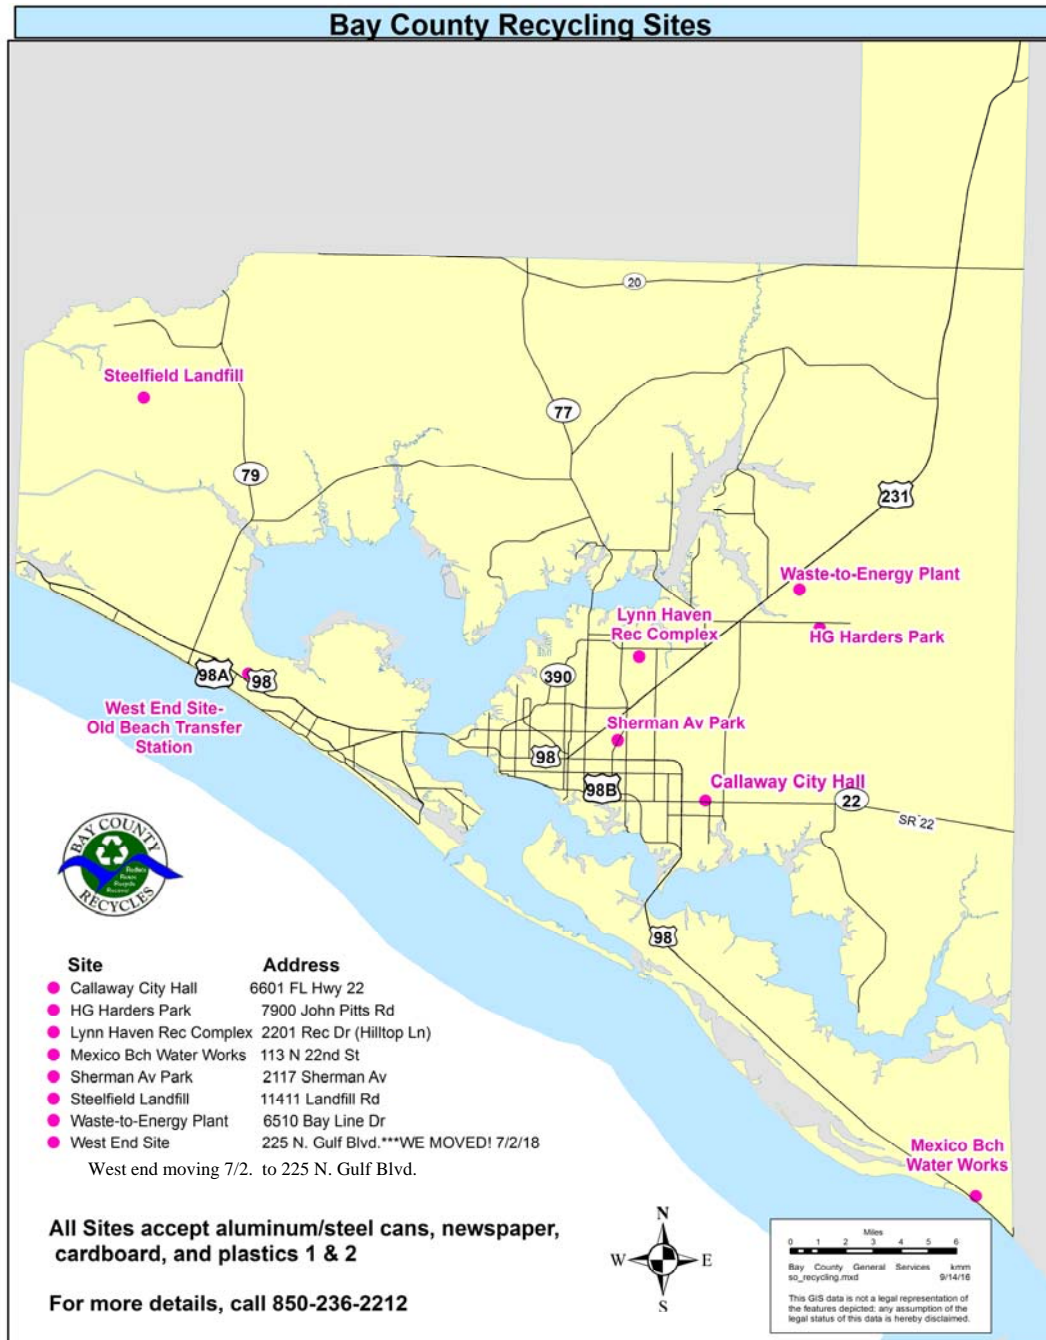 Bay County Recycling Sites
20
Steelfield Landfill
77
79
231
Waste-to-Energy Plant
Lynn Haven
Rec Complex
HG Harders Park
390
98A
98
West End Site-
Old Beach Transfer
Station
Sherman Av Park
98
98B
Callaway City Hall
22
SR 22
BAY COUNTY
RECYCLES
Reduce
Reuse
Recycle
Recover
98
Site Address
Callaway City Hall 6601 FL Hwy 22
HG Harders Park 7900 John Pitts Rd
Lynn Haven Rec Complex 2201 Rec Dr (Hilltop Ln)
Mexico Bch Water Works 113 N 22nd St
Sherman Av Park 2117 Sherman Av
Steelfield Landfill 11411 Landfill Rd
Waste-to-Energy Plant 6510 Bay Line Dr
West End Site 225 N. Gulf Blvd.***WE MOVED! 7/2/18
West end moving 7/2. to 225 N. Gulf Blvd.
Mexico Bch
Water Works
All Sites accept aluminum/steel cans, newspaper,
cardboard, and plastics 1 & 2
For more details, call 850-236-2212
N
W E
S
Miles
0 1 2 3 4 5 6
Bay County General Services kmm
so_recycling.mxd 9/14/16
This GIS data is not a legal representation of
the features depicted; any assumption of the
legal status of this data is hereby disclaimed.